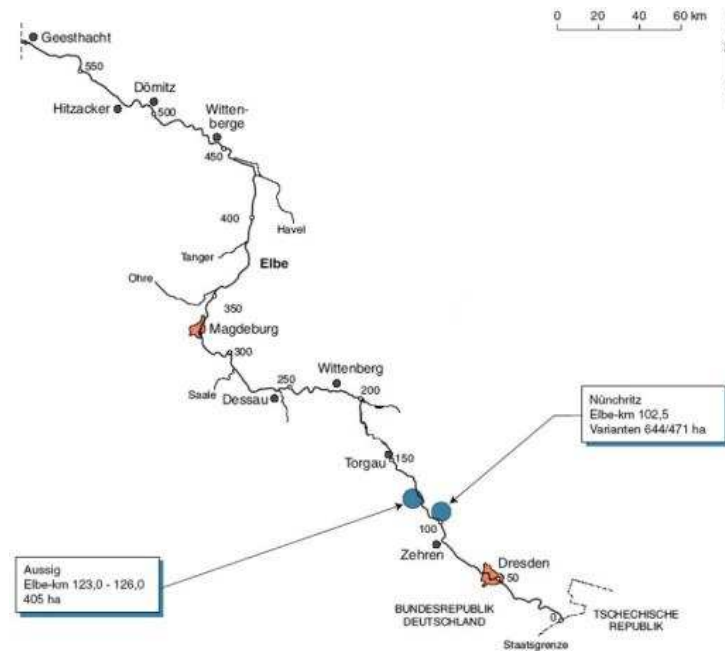 0 20 40 60 km
Geesthacht
550
Dömitz
Hitzacker
500
Witten-
berge
450
400
Havel
Tanger
Elbe
Ohre
350
Magdeburg
300
Wittenberg
250
200
Saale
Dessau
Nünchritz
Elbe-km 102,5
Varianten 644/471 ha
Torgau
150
100
Zehren
Dresden
50
Aussig
Elbe-km 123,0 - 126,0
405 ha
BUNDESREPUBLIK
DEUTSCHLAND
0
TSCHECHISCHE
REPUBLIK
Staatsgrenze